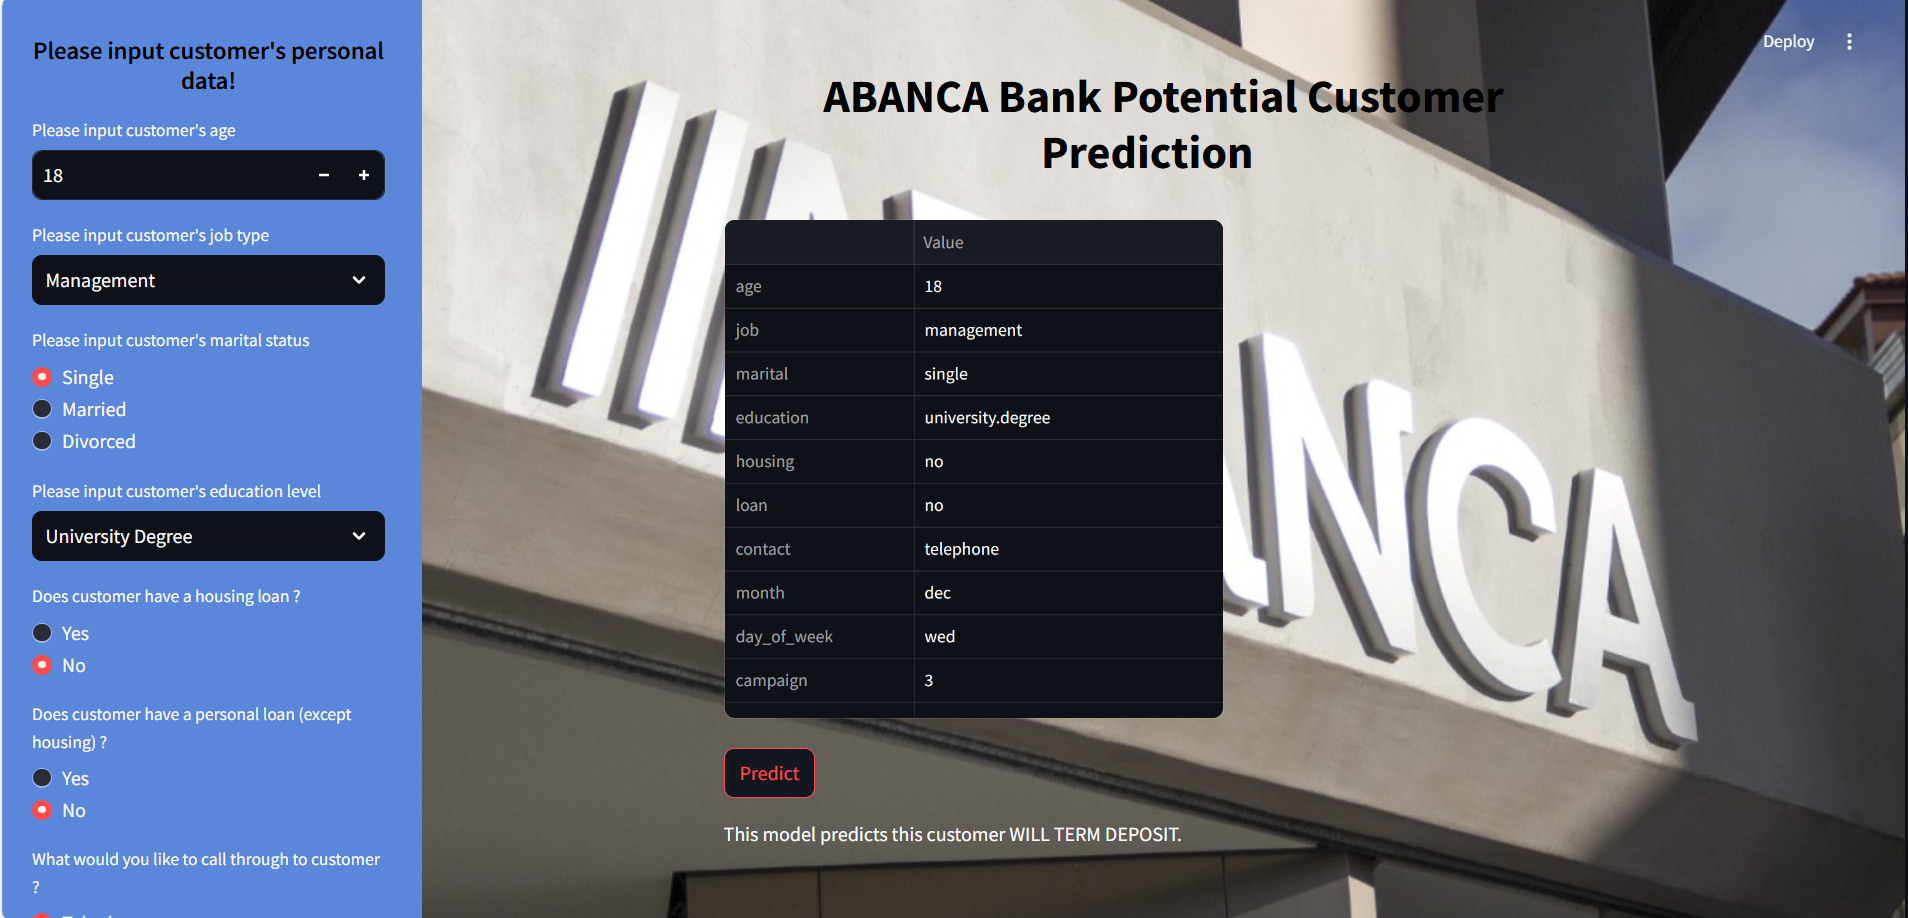 Please input customer's personal
data!
Please input customer's age
18
Please input customer's job type
Management
Please input customer's marital status
Single
Married
Divorced
Please input customer's education level
University Degree
Does customer have a housing loan ?
Yes
No
Does customer have a personal loan (except
housing) ?
Yes
No
What would you like to call through to customer
?
Deploy
ABANCA Bank Potential Customer
Prediction
Value
age 18
job management
marital single
education university.degree
housing no
loan no
contact telephone
month dec
day_of_week wed
campaign 3
Predict
This model predicts this customer WILL TERM DEPOSIT.
ANCA